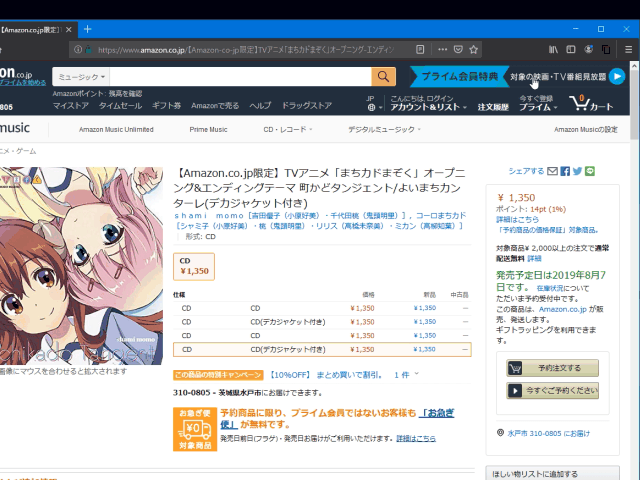 【Amazon.co.jp限定】T
https://www.amazon.co.jp/【Amazon-co-jp限定】TVアニメ「まちカドまぞく」オープニング-エンディン
on.co.jp
プライムを始める
ミュージック
プライム会員特典
対象の映画・TV番組見放題
Amazonポイント: 残高を確認
0805
マイストア タイムセール ギフト券 Amazonで売る ヘルプ ドラッグストア
JP
こんにちは, ログイン
アカウント&リスト
注文履歴
今すぐ登録
プライム
0
カート
music
Amazon Music Unlimited Prime Music CD・レコード デジタルミュージック Amazon Musicの設定
ニメ・ゲーム
【Amazon.co.jp限定】TVアニメ「まちカドまぞく」オープニ
ング&エンディングテーマ 町かどタンジェント/よいまちカン
ターレ(デカジャケット付き)
shami momo [吉田優子（小原好美）・千代田桃（鬼頭明里）], コーロまちカド
[シャミ子（小原好美）・桃（鬼頭明里）・リリス（高橋未奈美）・ミカン（高柳知葉）]
形式: CD
CD
¥ 1,350
仕様 価格 新品 中古品
CD CD ¥ 1,350 ¥ 1,350 —
CD CD(デカジャケット付き) ¥ 1,350 ¥ 1,350 —
CD CD ¥ 1,350 ¥ 1,350 —
CD CD(デカジャケット付き) ¥ 1,350 ¥ 1,350 —
shami momo
画像にマウスを合わせると拡大されます
この商品の特別キャンペーン 【10%OFF】 まとめ買いで割引。 1 件
310-0805 - 茨城県水戸市にお届けできます。
お急ぎ便
¥0
対象商品
予約商品に限り、プライム会員ではないお客様も 「お急ぎ
便」 が無料です。
発売日前日(フラゲ)・発売日お届けがご利用いただけます。詳細はこちら
シェアする
¥ 1,350
ポイント: 14pt (1%)
詳細はこちら
「予約商品の価格保証」対象商品。
対象商品¥ 2,000以上の注文で通常
配送無料 詳細
発売予定日は2019年8月7
日です。 在庫状況について
ただいま予約受付中です。
この商品は、Amazon.co.jp が販
売、発送します。
ギフトラッピングを利用できま
す。
予約注文する
今すぐご予約ください
水戸市 310-0805 にお届け
ほしい物リストに追加する